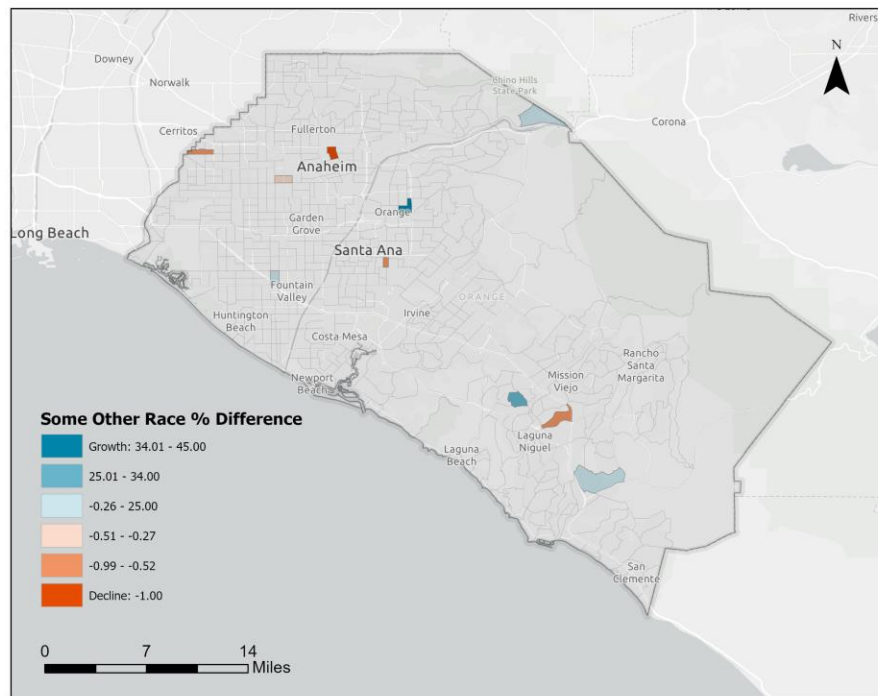 Rivers
Downey
Norwalk
Chino Hills
State Park
N
Corona
Cerritos
Fullerton
Anaheim
Orange
Garden
Grove
Long Beach
Santa Ana
Fountain
Valley
ORANGE
Huntington
Beach
Irvine
Costa Mesa
Rancho
Santa
Margarita
Mission
Viejo
Newport
Beach
Some Other Race % Difference
Growth: 34.01 - 45.00
25.01 - 34.00
-0.26 - 25.00
-0.51 - -0.27
-0.99 - -0.52
Decline: -1.00
Laguna
Niguel
Laguna
Beach
San
Clemente
0
7
14
Miles